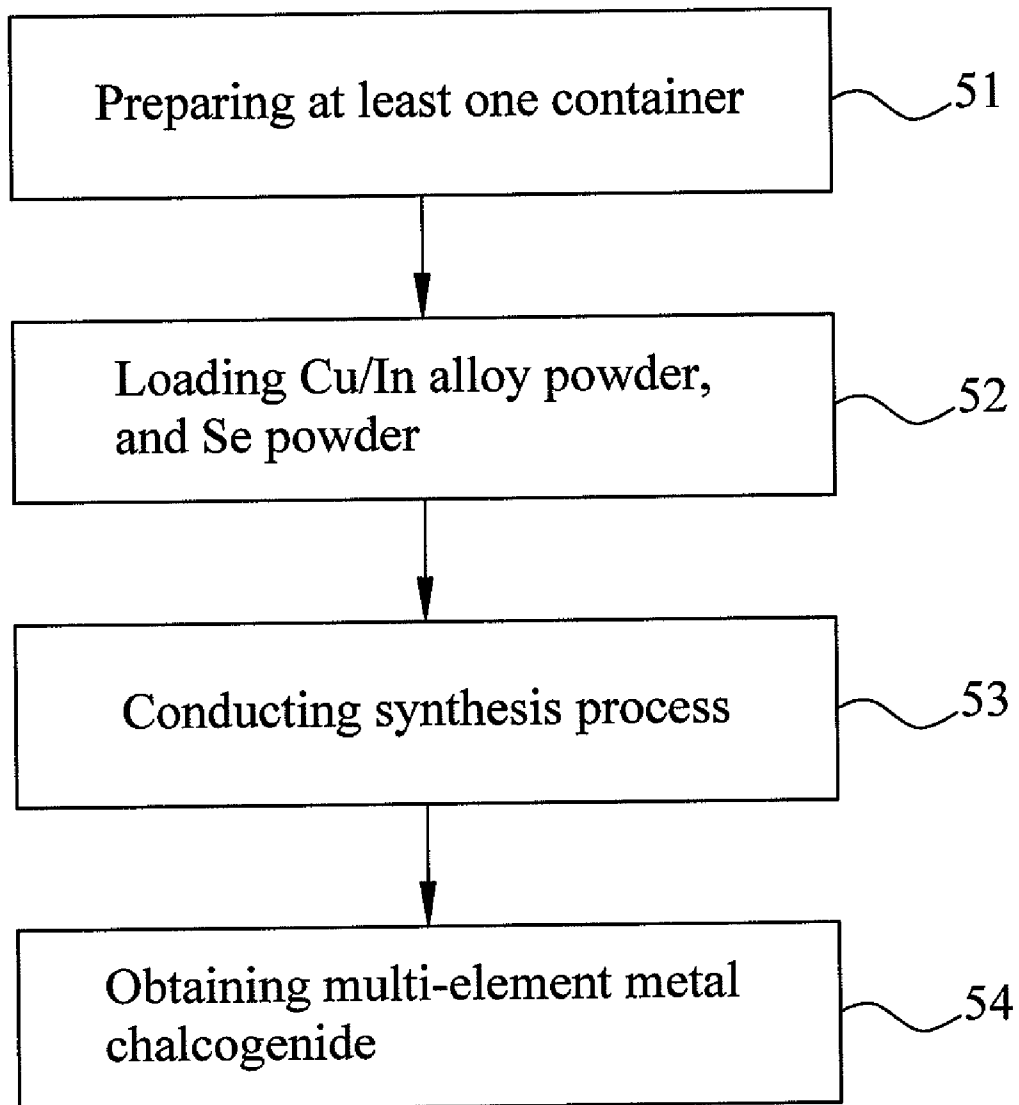 Preparing at least one container
51
Loading Cu/In alloy powder,
and Se powder
52
Conducting synthesis process
53
Obtaining multi-element metal
chalcogenide
54